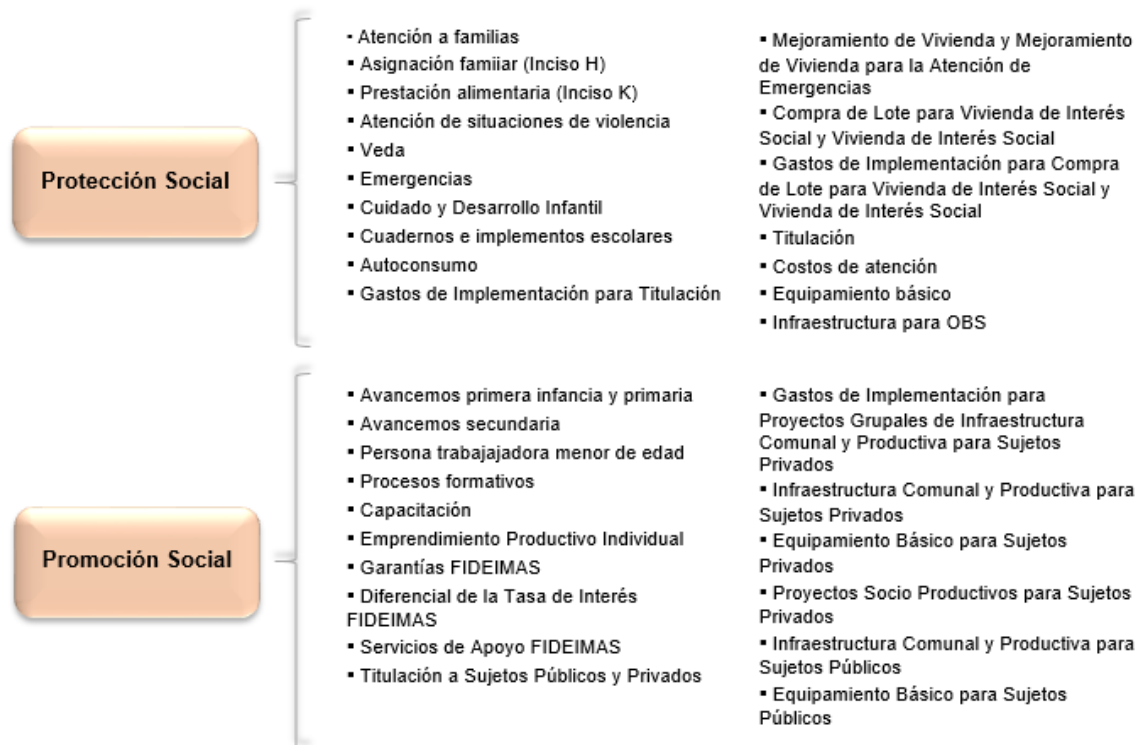 Protección Social
▪ Atención a familias
▪ Asignación famiiar (Inciso H)
▪ Prestación alimentaria (Inciso K)
▪ Atención de situaciones de violencia
▪ Veda
▪ Emergencias
▪ Cuidado y Desarrollo Infantil
▪ Cuadernos e implementos escolares
▪ Autoconsumo
▪ Gastos de Implementación para Titulación
▪ Mejoramiento de Vivienda y Mejoramiento
de Vivienda para la Atención de
Emergencias
▪ Compra de Lote para Vivienda de Interés
Social y Vivienda de Interés Social
▪ Gastos de Implementación para Compra
de Lote para Vivienda de Interés Social y
Vivienda de Interés Social
▪ Titulación
▪ Costos de atención
▪ Equipamiento básico
▪ Infraestructura para OBS
Promoción Social
▪ Avancemos primera infancia y primaria
▪ Avancemos secundaria
▪ Persona trabajajadora menor de edad
▪ Procesos formativos
▪ Capacitación
▪ Emprendimiento Productivo Individual
▪ Garantías FIDEIMAS
▪ Diferencial de la Tasa de Interés
FIDEIMAS
▪ Servicios de Apoyo FIDEIMAS
▪ Titulación a Sujetos Públicos y Privados
▪ Gastos de Implementación para
Proyectos Grupales de Infraestructura
Comunal y Productiva para Sujetos
Privados
▪ Infraestructura Comunal y Productiva para
Sujetos Privados
▪ Equipamiento Básico para Sujetos
Privados
▪ Proyectos Socio Productivos para Sujetos
Privados
▪ Infraestructura Comunal y Productiva para
Sujetos Públicos
▪ Equipamiento Básico para Sujetos
Públicos